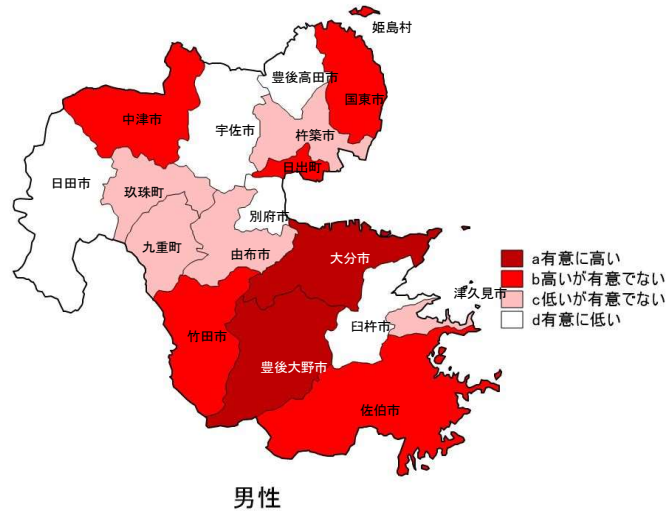 姫島村
豊後高田市
国東市
中津市
宇佐市
杵築市
日出町
日田市
玖珠町
別府市
九重町
由布市
大分市
津久見市
臼杵市
竹田市
豊後大野市
佐伯市
a有意に高い
b高いが有意でない
c低いが有意でない
d有意に低い
男性